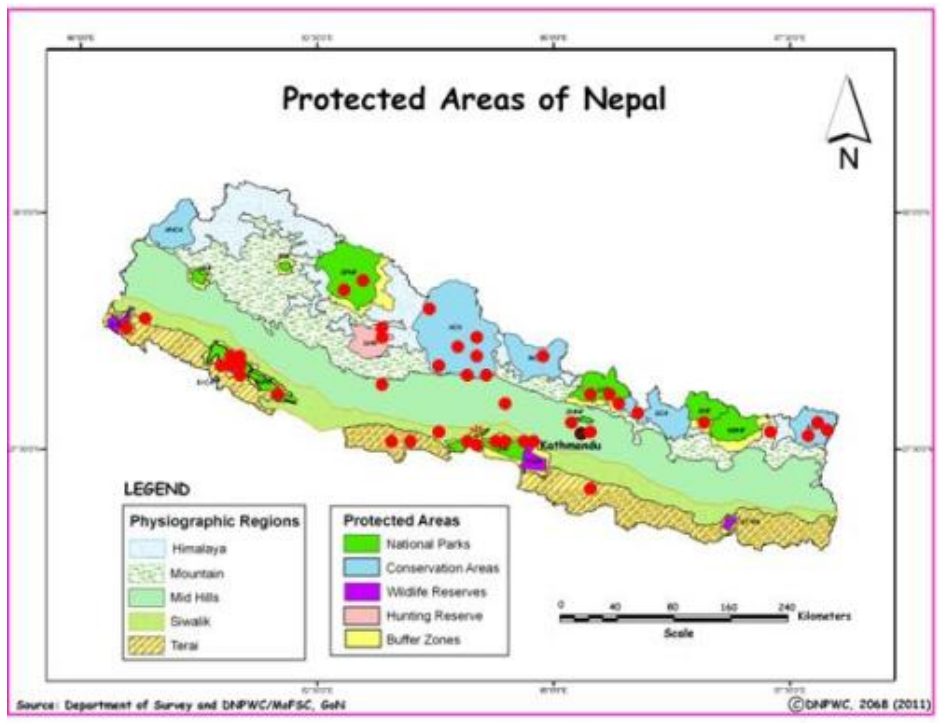 Protected Areas of Nepal
N
Kathmandu
LEGEND
Physiographic Regions
Himalaya
Mountain
Mid Hills
Siwalik
Terai
Protected Areas
National Parks
Conservation Areas
Wildlife Reserves
Hunting Reserve
Buffer Zones
0 40 80 160 240
Kilometers
Scale
Source: Department of Survey and DNPWC/MoFSC, GoN
©DNPWC, 2068 (2011)